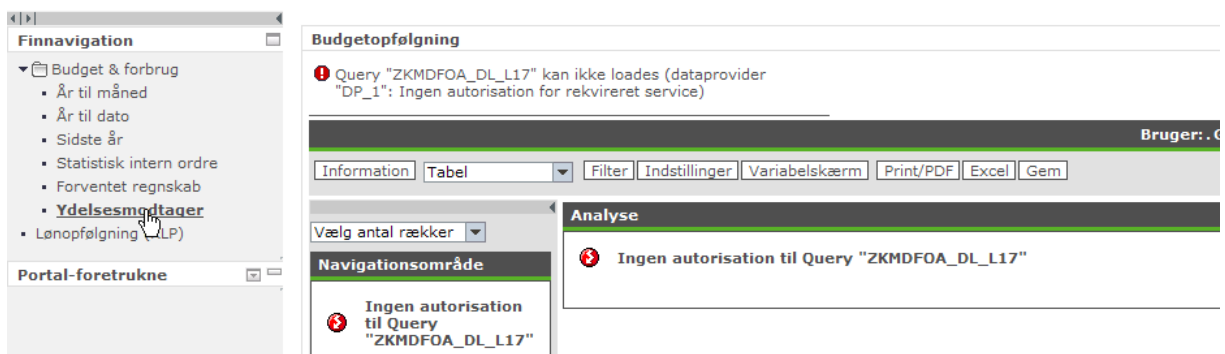 Finnavigation
Budget & forbrug
År til måned
År til dato
Sidste år
Statistisk intern ordre
Forventet regnskab
Ydelsesmodtager
Lønopfølgning LP)
Portal-foretrukne
Budgetopfølgning
Query "ZKMDFOA_DL_L17" kan ikke loades (dataprovider
"DP_1": Ingen autorisation for rekvireret service)
Bruger:.
Information Tabel Filter Indstillinger Variabelskærm Print/PDF Excel Gem
Vælg antal rækker
Navigationsområde
Ingen autorisation
til Query
"ZKMDFOA_DL_L17"
Analyse
Ingen autorisation til Query "ZKMDFOA_DL_L17"